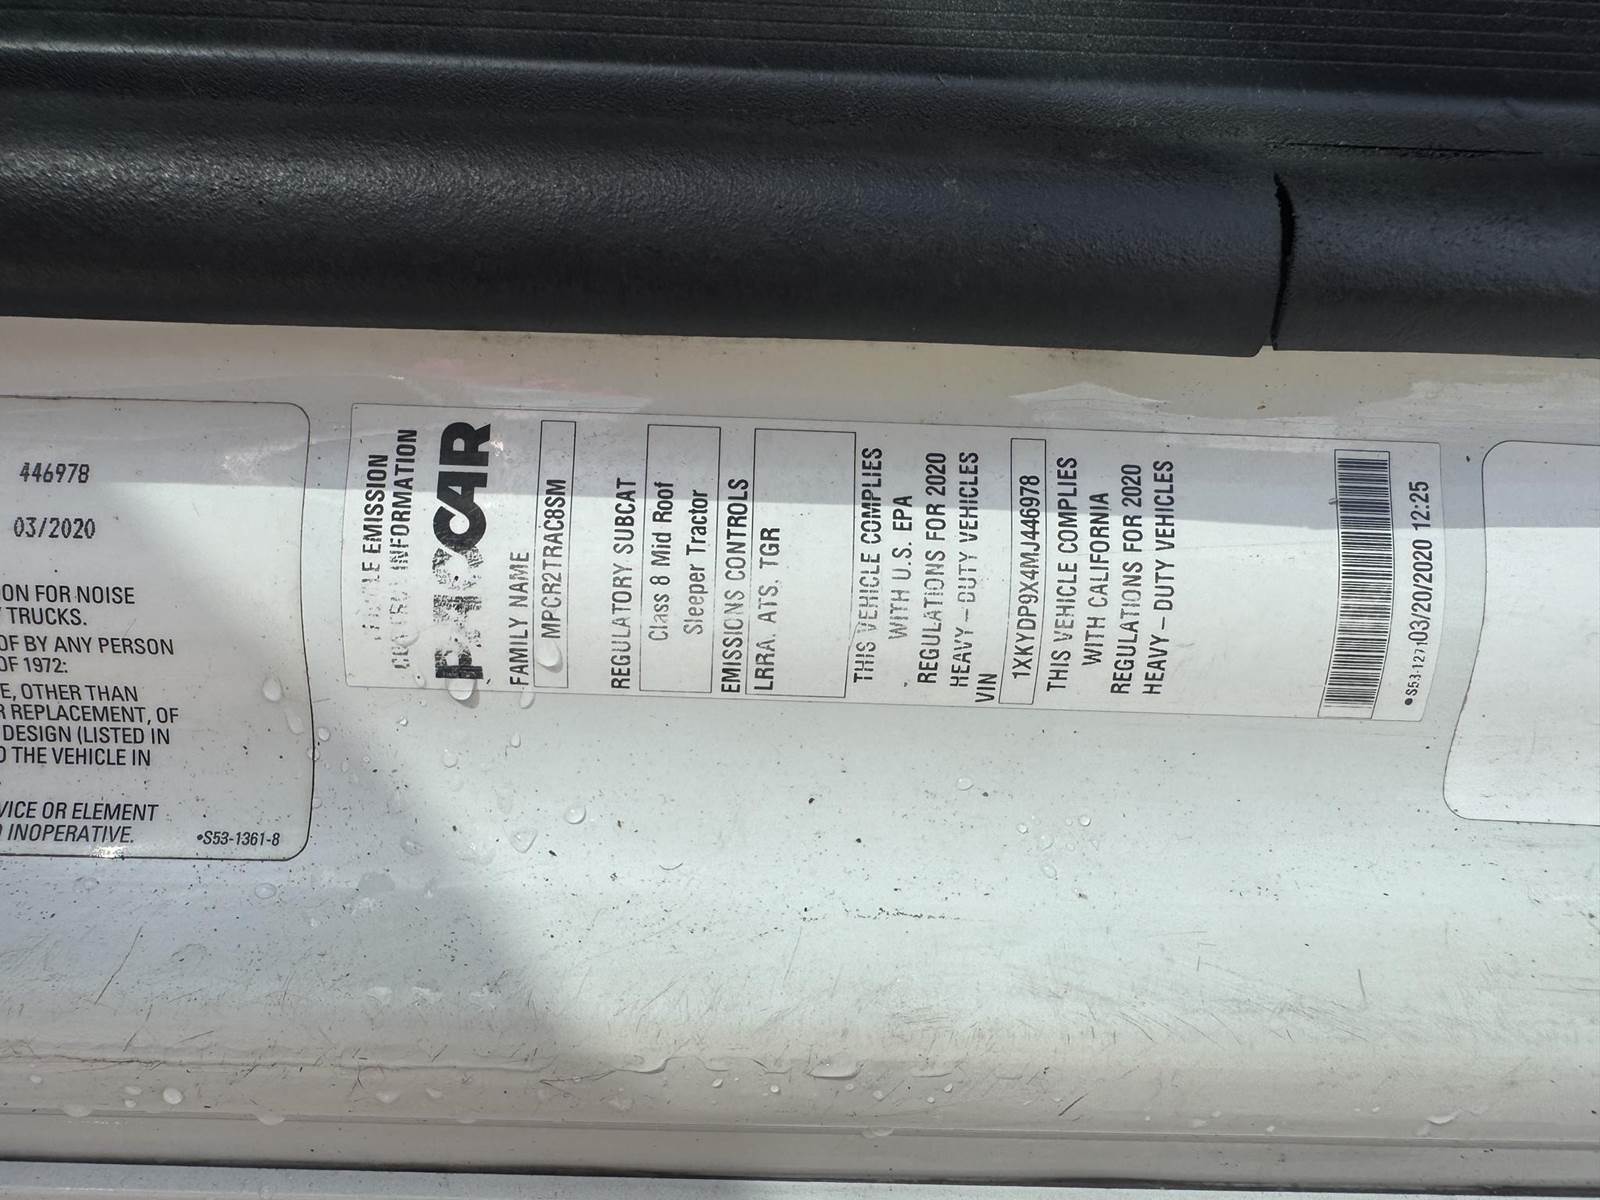 446978
03/2020
ON FOR NOISE
TRUCKS.
OF BY ANY PERSON
OF 1972:
E, OTHER THAN
R REPLACEMENT, OF
DESIGN (LISTED IN
O THE VEHICLE IN
VICE OR ELEMENT
INOPERATIVE.
•S53-1361-8
EMISSION
INFORMATION
PACCAR
FAMILY NAME
MPCR2TRAC8SM
REGULATORY SUBCAT
Class 8 Mid Roof
Sleeper Tractor
EMISSIONS CONTROLS
LRRA, ATS, TGR
THIS VEHICLE COMPLIES
WITH U.S. EPA
REGULATIONS FOR 2020
HEAVY – DUTY VEHICLES
VIN
1XKYDP9X4MJ446978
THIS VEHICLE COMPLIES
WITH CALIFORNIA
REGULATIONS FOR 2020
HEAVY – DUTY VEHICLES
03/20/2020 12:25